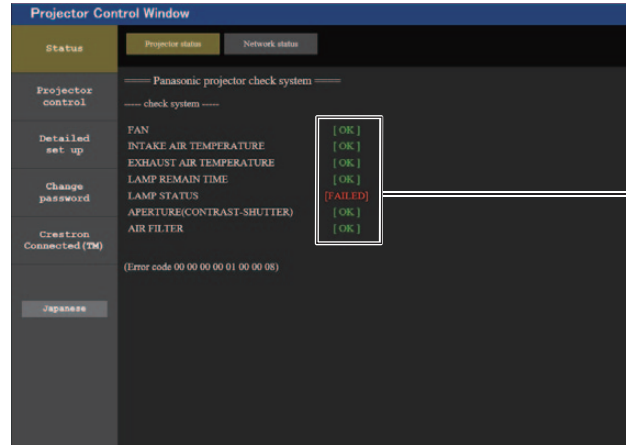 Projector Control Window
Status
Projector control
Detailed set up
Change password
Crestron Connected(TM)
Japanese
Projector status Network status
===== Panasonic projector check system =====
----- check system -----
FAN [ OK ]
INTAKE AIR TEMPERATURE [ OK ]
EXHAUST AIR TEMPERATURE [ OK ]
LAMP REMAIN TIME [ OK ]
LAMP STATUS [FAILED]
APERTURE(CONTRAST-SHUTTER) [ OK ]
AIR FILTER [ OK ]
(Error code 00 00 00 00 01 00 00 08)